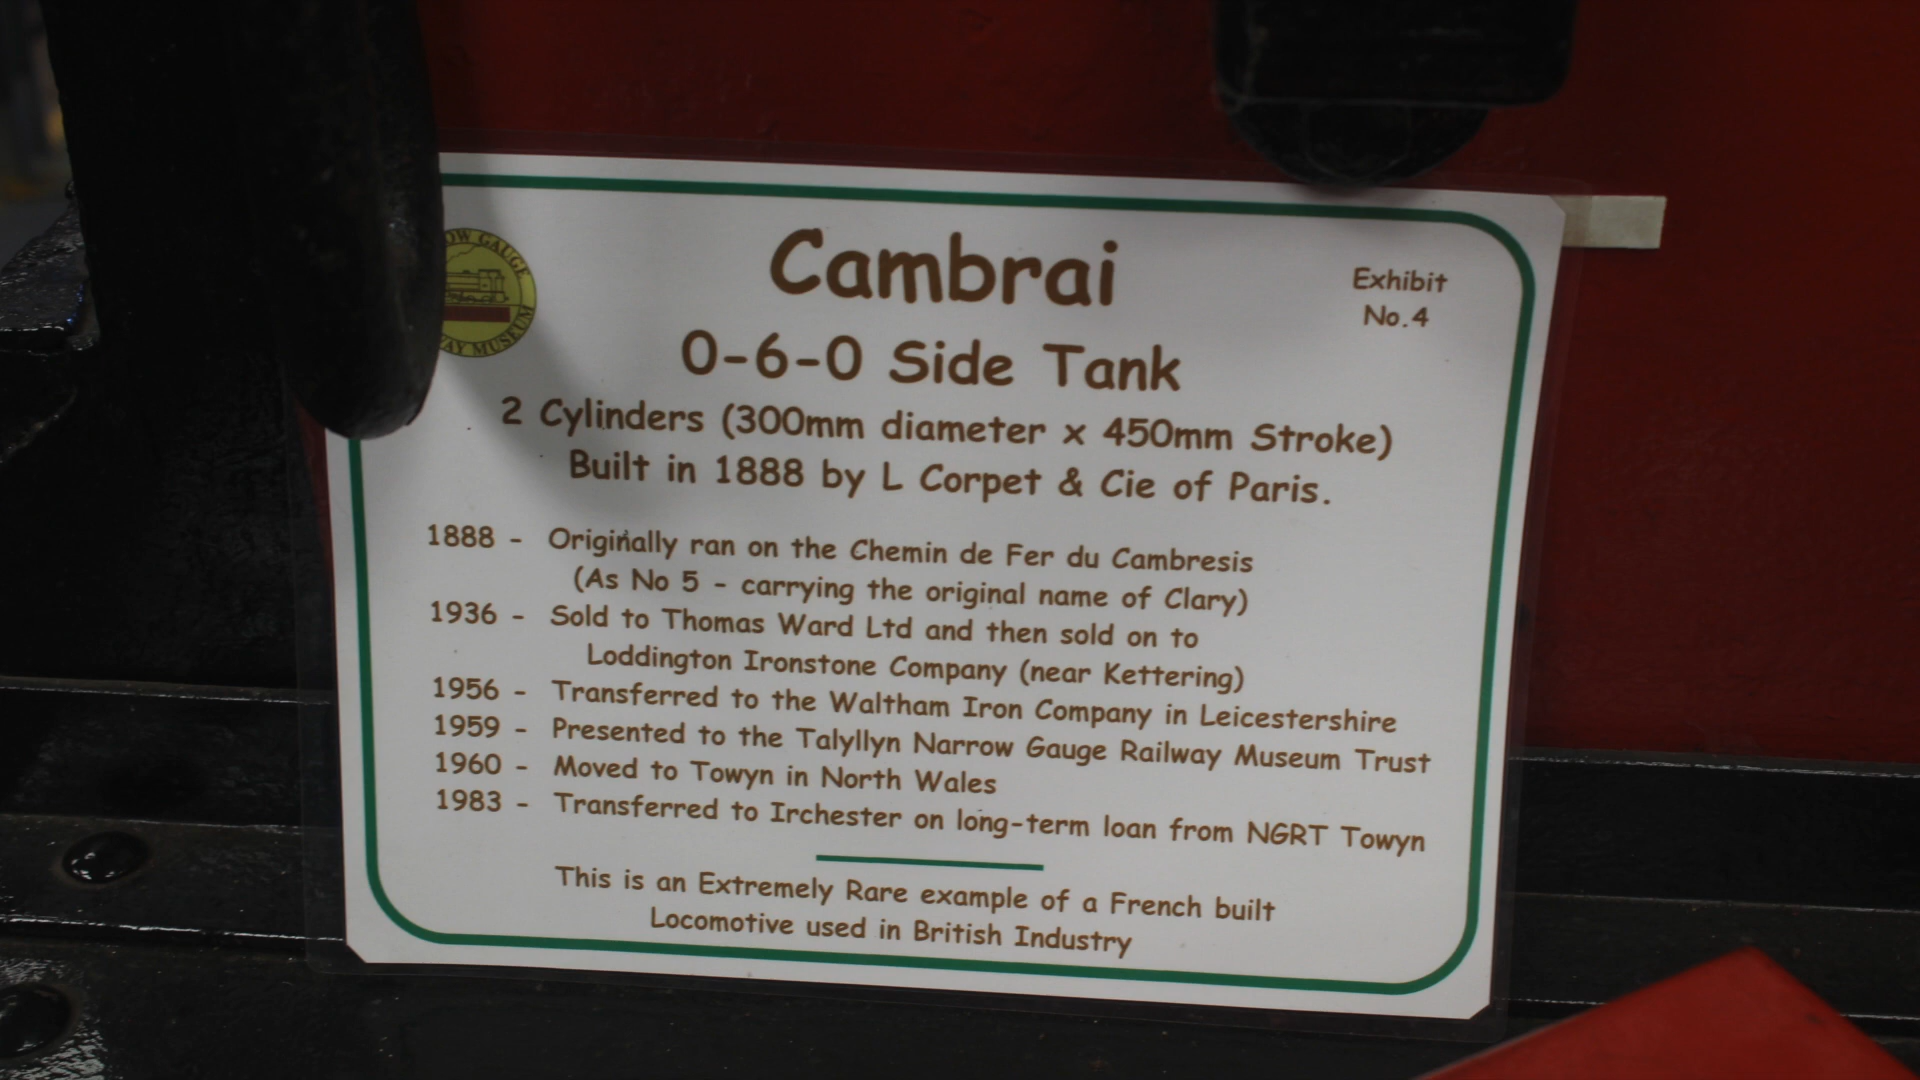 OW GAUGE
WAY MUSEUM
Cambrai
Exhibit
No.4
0-6-0 Side Tank
2 Cylinders (300mm diameter x 450mm Stroke)
Built in 1888 by L Corpet & Cie of Paris.
1888 - Originally ran on the Chemin de Fer du Cambresis
(As No 5 - carrying the original name of Clary)
1936 - Sold to Thomas Ward Ltd and then sold on to
Loddington Ironstone Company (near Kettering)
1956 - Transferred to the Waltham Iron Company in Leicestershire
1959 - Presented to the Talyllyn Narrow Gauge Railway Museum Trust
1960 - Moved to Towyn in North Wales
1983 - Transferred to Irchester on long-term loan from NGRT Towyn
This is an Extremely Rare example of a French built
Locomotive used in British Industry